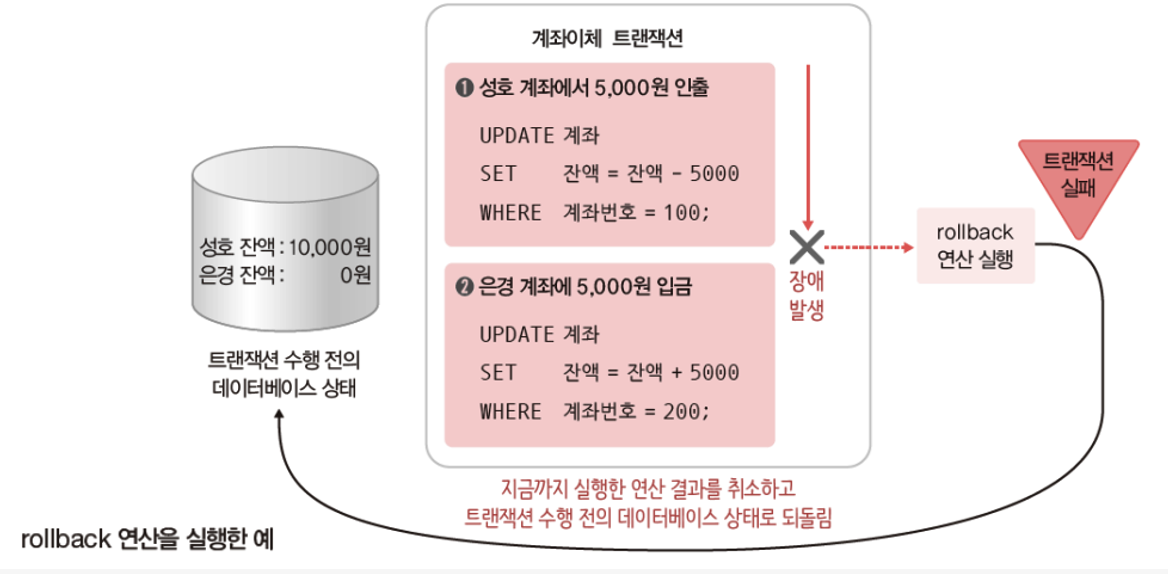 계좌이체 트랜잭션
❶ 성호 계좌에서 5,000원 인출
UPDATE 계좌
SET 잔액 = 잔액 - 5000
WHERE 계좌번호 = 100;
❷ 은경 계좌에 5,000원 입금
UPDATE 계좌
SET 잔액 = 잔액 + 5000
WHERE 계좌번호 = 200;
성호 잔액 : 10,000원
은경 잔액 : 0원
트랜잭션 수행 전의
데이터베이스 상태
장애
발생
rollback
연산 실행
트랜잭션
실패
지금까지 실행한 연산 결과를 취소하고
트랜잭션 수행 전의 데이터베이스 상태로 되돌림
rollback 연산을 실행한 예